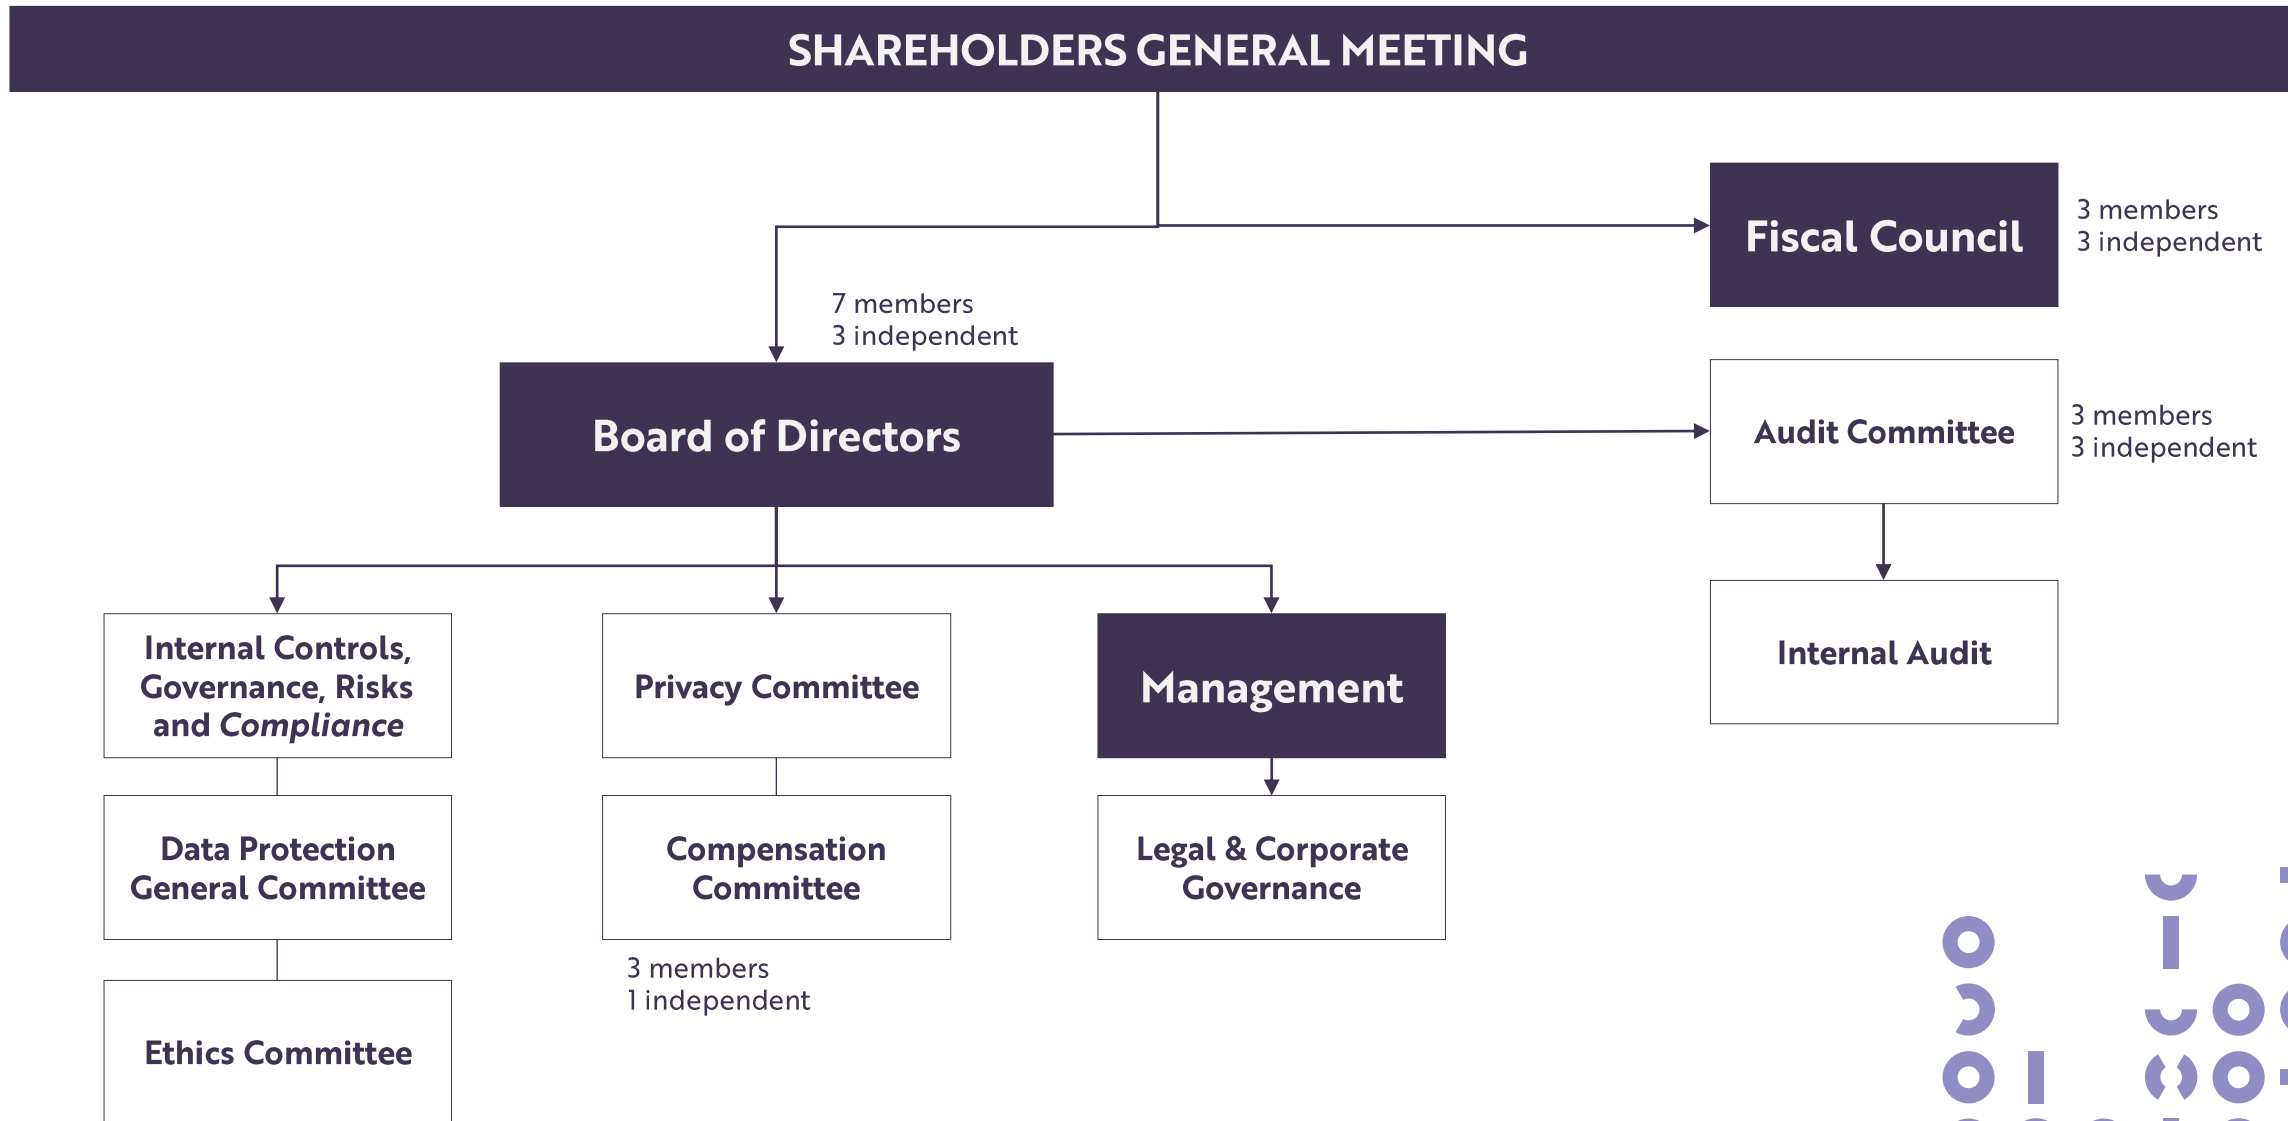 SHAREHOLDERS GENERAL MEETING
Fiscal Council
3 members
3 independent
7 members
3 independent
Board of Directors
Audit Committee
3 members
3 independent
Internal Controls,
Governance, Risks
and Compliance
Privacy Committee
Management
Internal Audit
Data Protection
General Committee
Compensation
Committee
Legal & Corporate
Governance
3 members
1 independent
Ethics Committee